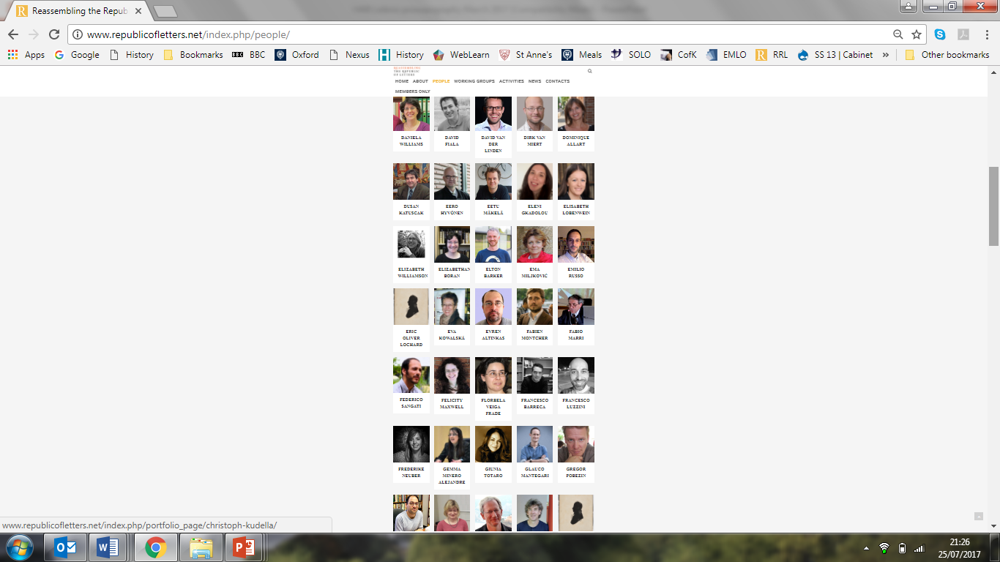 Reassembling the Repub
www.republicofletters.net/index.php/people/
Apps Google History Bookmarks BBC Oxford Nexus History WebLearn St Anne's Meals SOLO CofK EMLO RRL SS 13 | Cabinet » Other bookmarks
REASSEMBLING
THE REPUBLIC
OF LETTERS
HOME ABOUT PEOPLE WORKING GROUPS ACTIVITIES NEWS CONTACTS
MEMBERS ONLY
DANIELA
WILLIAMS
DAVID
FIALA
DAVID VAN
DER
LINDEN
DIRK VAN
MIERT
DOMINIQUE
ALLART
DUSAN
KATUSCAK
EERO
HYVÖNEN
EETU
MÄKELÄ
ELENI
GKADOLOU
ELISABETH
LOBENWEIN
ELIZABETH
WILLIAMSON
ELIZABETHAN
BORAN
ELTON
BARKER
EMA
MILJKOVIĆ
EMILIO
RUSSO
ERIC
OLIVER
LOCHARD
EVA
KOWALSKÁ
EVREN
ALTINKAS
FABIEN
MONTCHER
FABIO
MARRI
FEDERICO
SANGATI
FELICITY
MAXWELL
FLORBELA
VEIGA
FRADE
FRANCESCO
BARRECA
FRANCESCO
LUZZINI
FREDERIKE
NEUBER
GEMMA
MINERO
ALEJANDRE
GIUNIA
TOTARO
GLAUCO
MANTEGARI
GREGOR
POBEZIN
www.republicofletters.net/index.php/portfolio_page/christoph-kudella/
21:26
25/07/2017